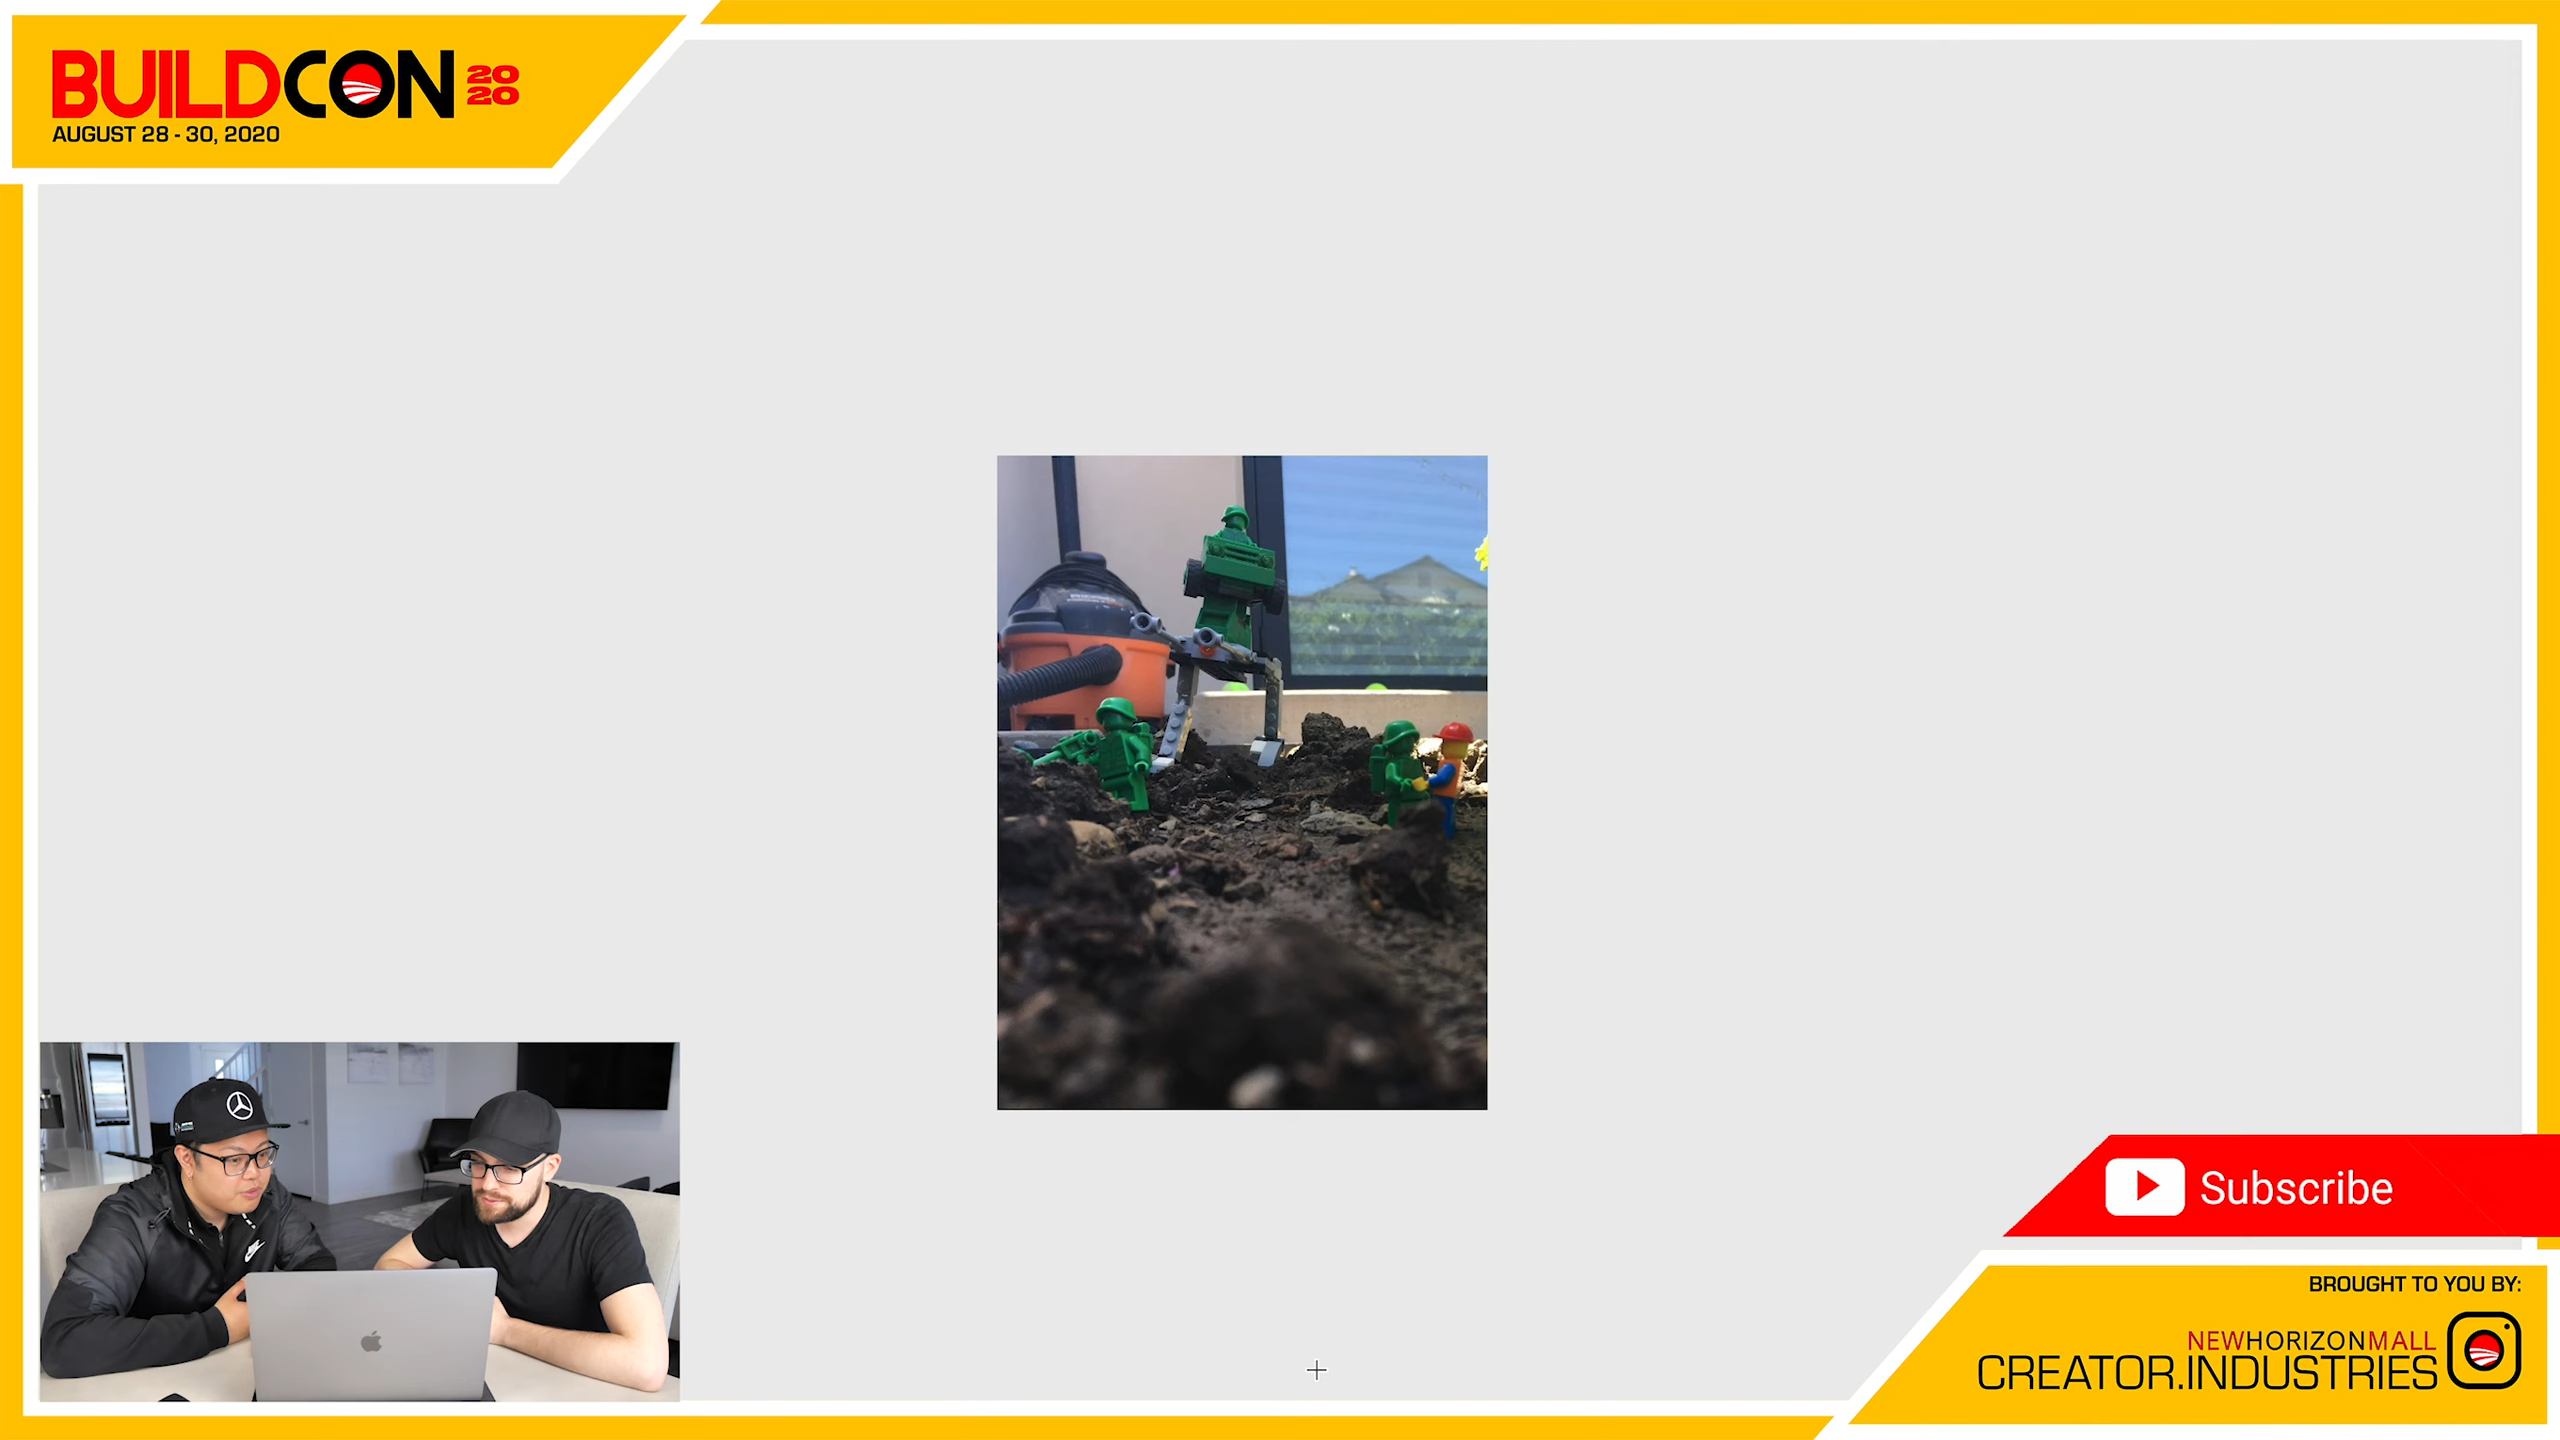 BUILDCON 20
20
AUGUST 28 - 30, 2020
Subscribe
BROUGHT TO YOU BY:
NEWHORIZONMALL
CREATOR.INDUSTRIES